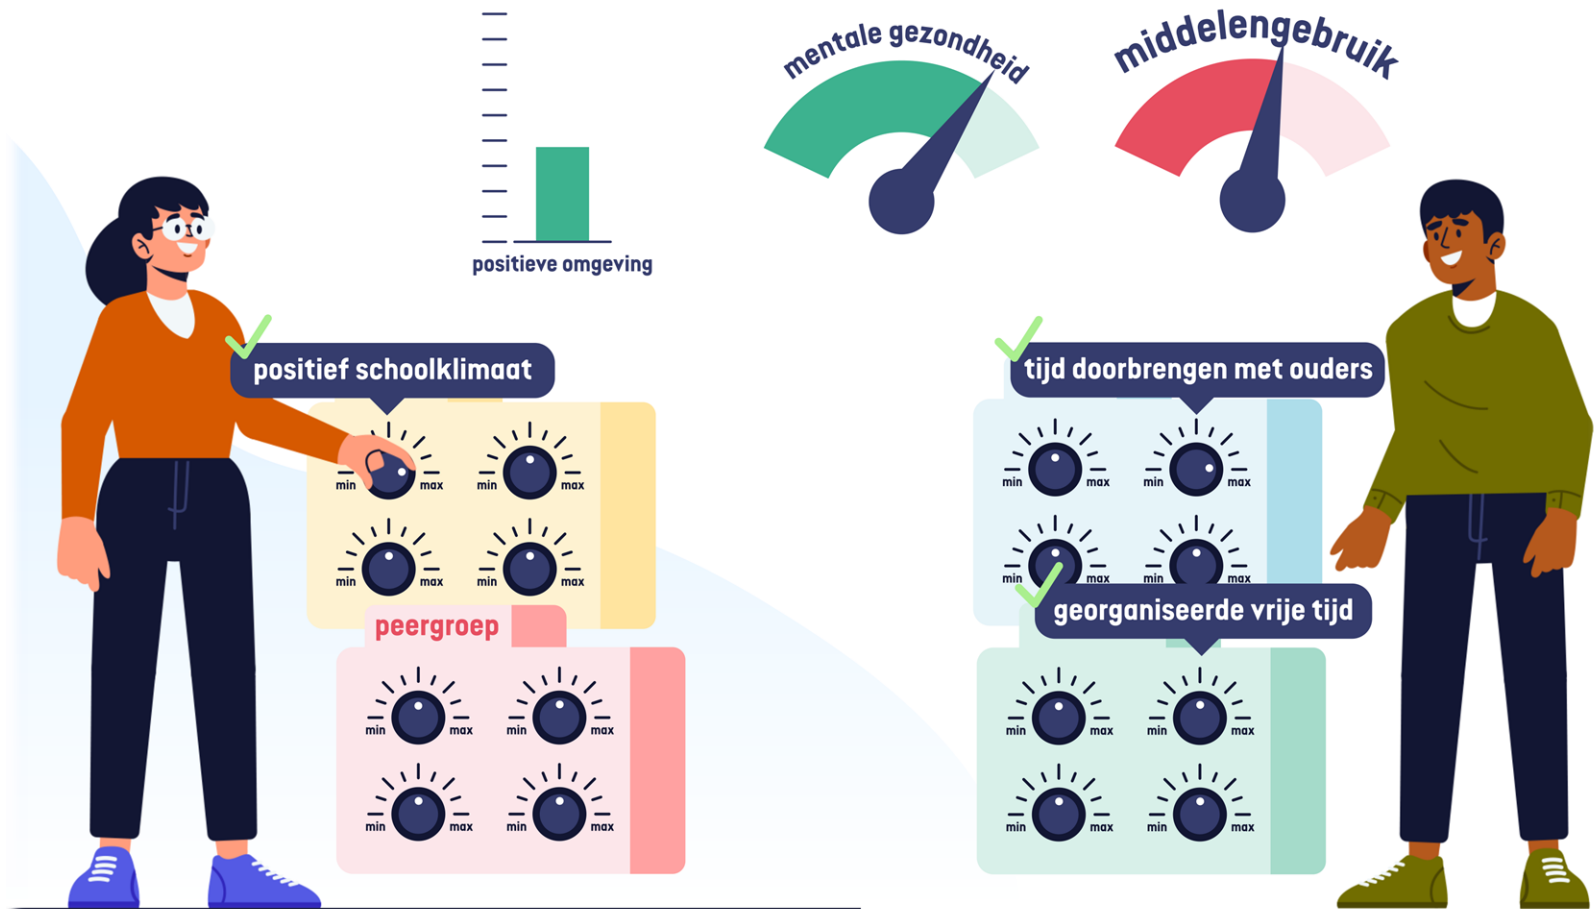 mentale gezondheid
middelengebruik
positieve omgeving
positief schoolklimaat
tijd doorbrengen met ouders
min max min max
min max min max
min max min max
min max min max
peergroep
georganiseerde vrije tijd
min max min max
min max min max
min max min max
min max min max